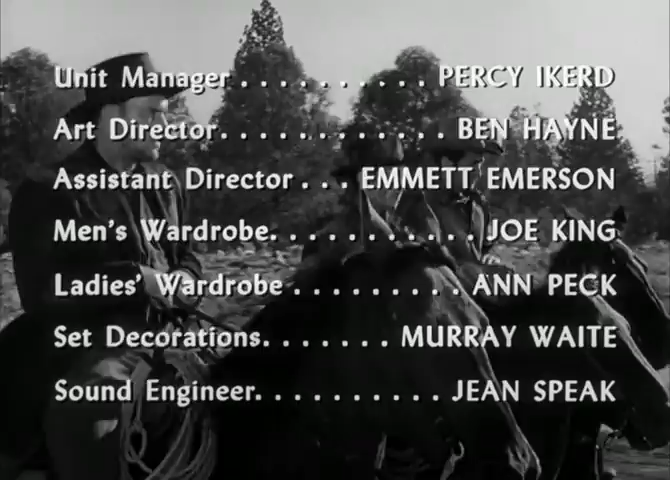 Unit Manager . . . . . . . . . . PERCY IKERD
Art Director. . . . . . . . . . . . BEN HAYNE
Assistant Director . . . EMMETT EMERSON
Men's Wardrobe. . . . . . . . . . . JOE KING
Ladies' Wardrobe . . . . . . . . . ANN PECK
Set Decorations. . . . . . . MURRAY WAITE
Sound Engineer. . . . . . . . . . JEAN SPEAK